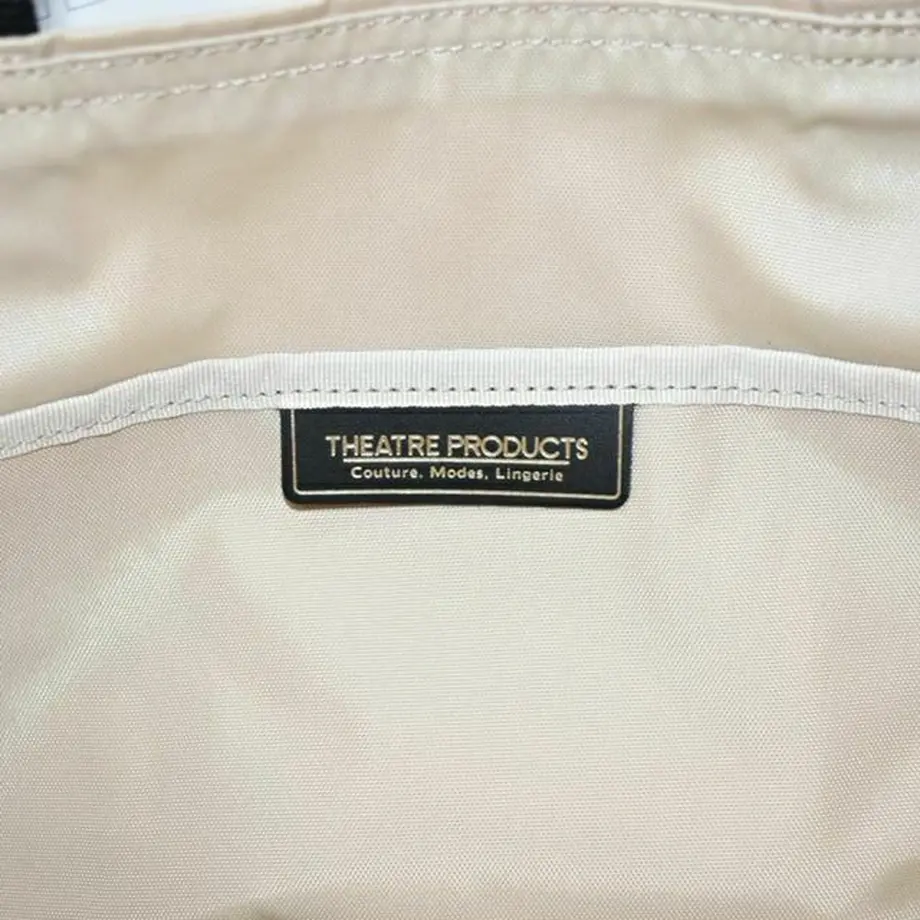 THEATRE PRODUCTS
Couture, Modes, Lingerie